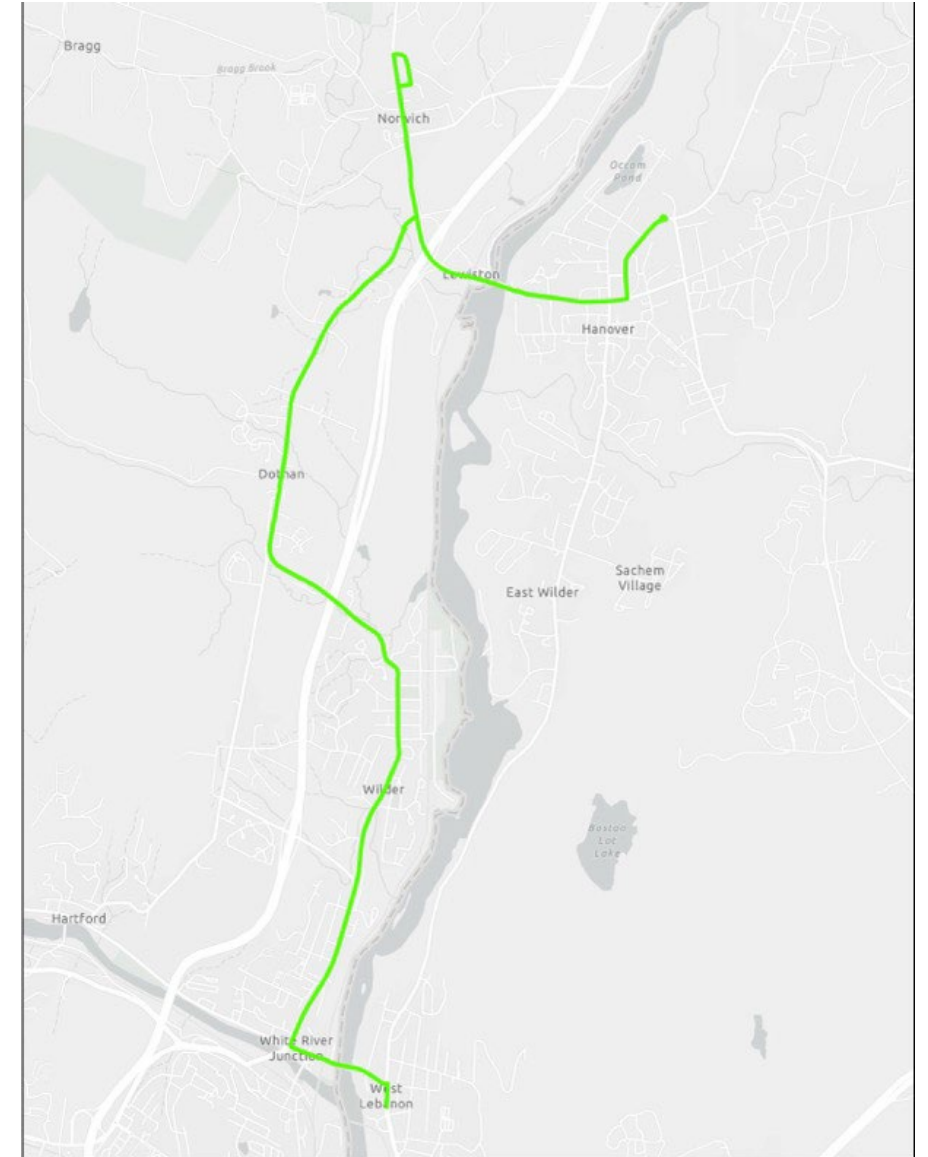 Bragg
Bragg Brook
Norwich
Occom
Pond
Lewiston
Hanover
Dothan
Sachem
Village
East Wilder
Wilder
Boston
Lot
Lake
Hartford
White River
Junction
West
Lebanon